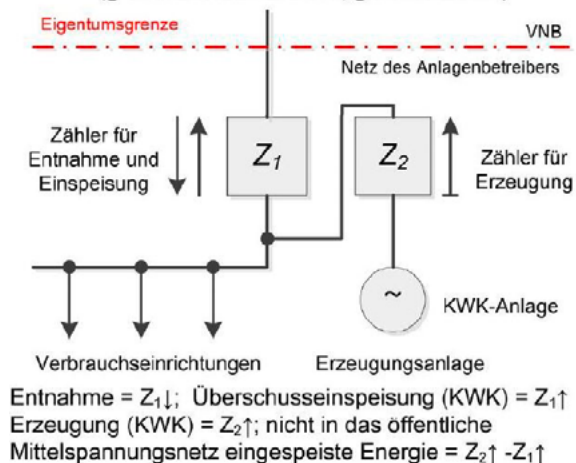 Eigentumsgrenze
VNB
Netz des Anlagenbetreibers
Zähler für
Entnahme und
Einspeisung
Z₁
Z₂
Zähler für
Erzeugung
~
KWK-Anlage
Verbrauchseinrichtungen
Erzeugungsanlage
Entnahme = Z₁↓; Überschusseinspeisung (KWK) = Z₁↑
Erzeugung (KWK) = Z₂↑; nicht in das öffentliche
Mittelspannungsnetz eingespeiste Energie = Z₂↑ -Z₁↑